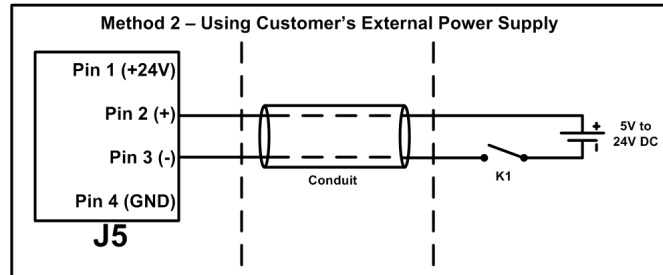 Method 2 – Using Customer's External Power Supply
Pin 1 (+24V)
Pin 2 (+)
Pin 3 (-)
Pin 4 (GND)
J5
Conduit
K1
+
5V to
24V DC
-